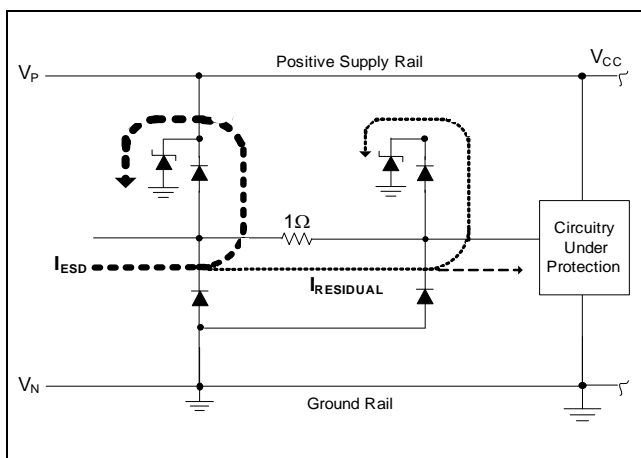 Positive Supply Rail
V_CC
V_P
1Ω
Circuitry
Under
Protection
I_ESD
I_RESIDUAL
V_N
Ground Rail